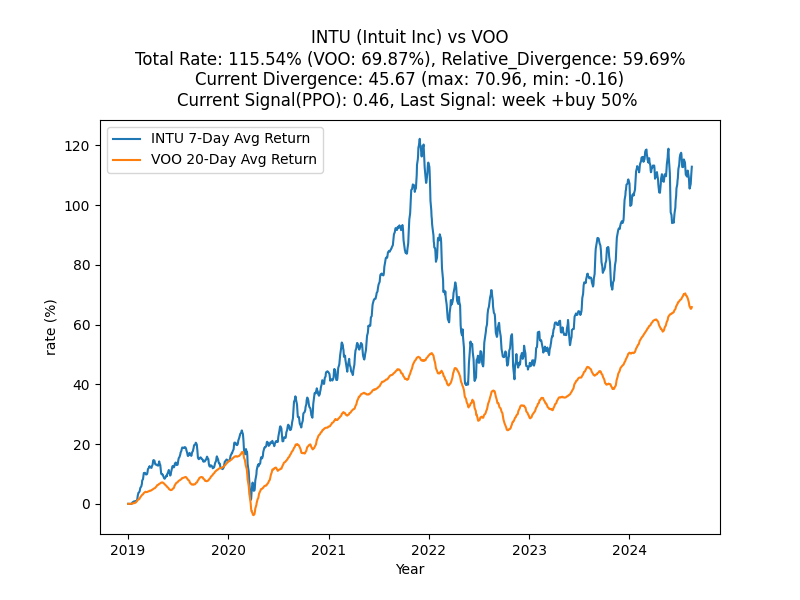 INTU (Intuit Inc) vs VOO
Total Rate: 115.54% (VOO: 69.87%), Relative_Divergence: 59.69%
Current Divergence: 45.67 (max: 70.96, min: -0.16)
Current Signal(PPO): 0.46, Last Signal: week +buy 50%
INTU 7-Day Avg Return
VOO 20-Day Avg Return
rate (%)
120
100
80
60
40
20
0
2019 2020 2021 2022 2023 2024
Year